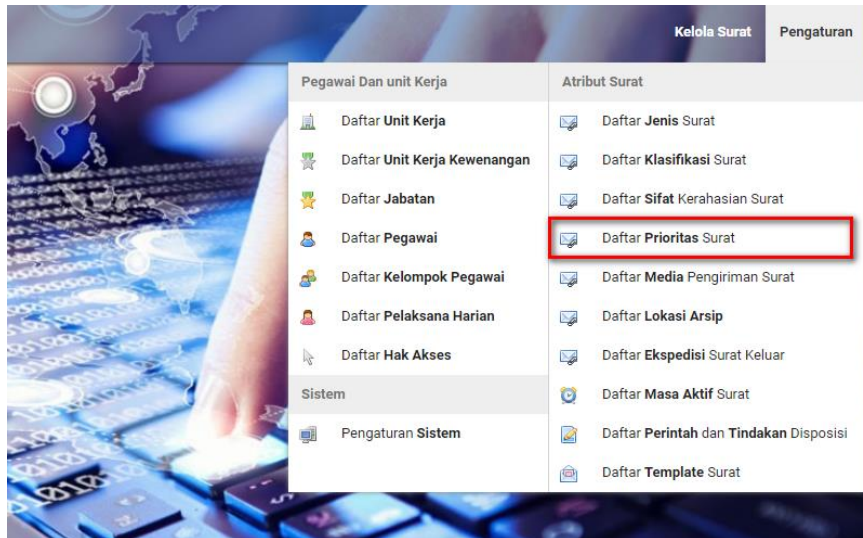 Kelola Surat
Pengaturan
Pegawai Dan unit Kerja
Daftar Unit Kerja
Daftar Unit Kerja Kewenangan
Daftar Jabatan
Daftar Pegawai
Daftar Kelompok Pegawai
Daftar Pelaksana Harian
Daftar Hak Akses
Sistem
Pengaturan Sistem
Atribut Surat
Daftar Jenis Surat
Daftar Klasifikasi Surat
Daftar Sifat Kerahasian Surat
Daftar Prioritas Surat
Daftar Media Pengiriman Surat
Daftar Lokasi Arsip
Daftar Ekspedisi Surat Keluar
Daftar Masa Aktif Surat
Daftar Perintah dan Tindakan Disposisi
Daftar Template Surat